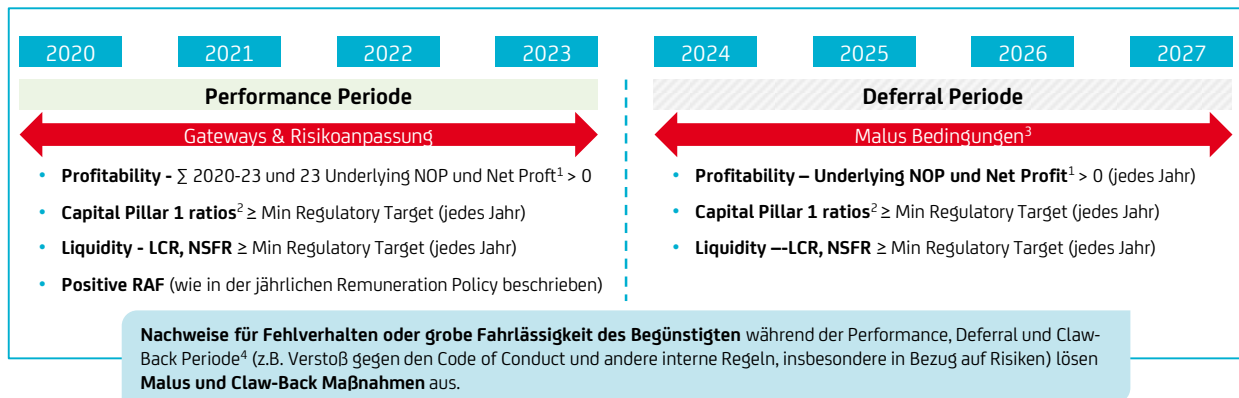 2020 2021 2022 2023 2024 2025 2026 2027
Performance Periode
Gateways & Risikoanpassung
• Profitability - ∑ 2020-23 und 23 Underlying NOP und Net Proft¹ > 0
• Capital Pillar 1 ratios² ≥ Min Regulatory Target (jedes Jahr)
• Liquidity - LCR, NSFR ≥ Min Regulatory Target (jedes Jahr)
• Positive RAF (wie in der jährlichen Remuneration Policy beschrieben)
Deferral Periode
Malus Bedingungen³
• Profitability – Underlying NOP und Net Profit¹ > 0 (jedes Jahr)
• Capital Pillar 1 ratios² ≥ Min Regulatory Target (jedes Jahr)
• Liquidity –-LCR, NSFR ≥ Min Regulatory Target (jedes Jahr)
Nachweise für Fehlverhalten oder grobe Fahrlässigkeit des Begünstigten während der Performance, Deferral und Claw-
Back Periode⁴ (z.B. Verstoß gegen den Code of Conduct und andere interne Regeln, insbesondere in Bezug auf Risiken) lösen
Malus und Claw-Back Maßnahmen aus.